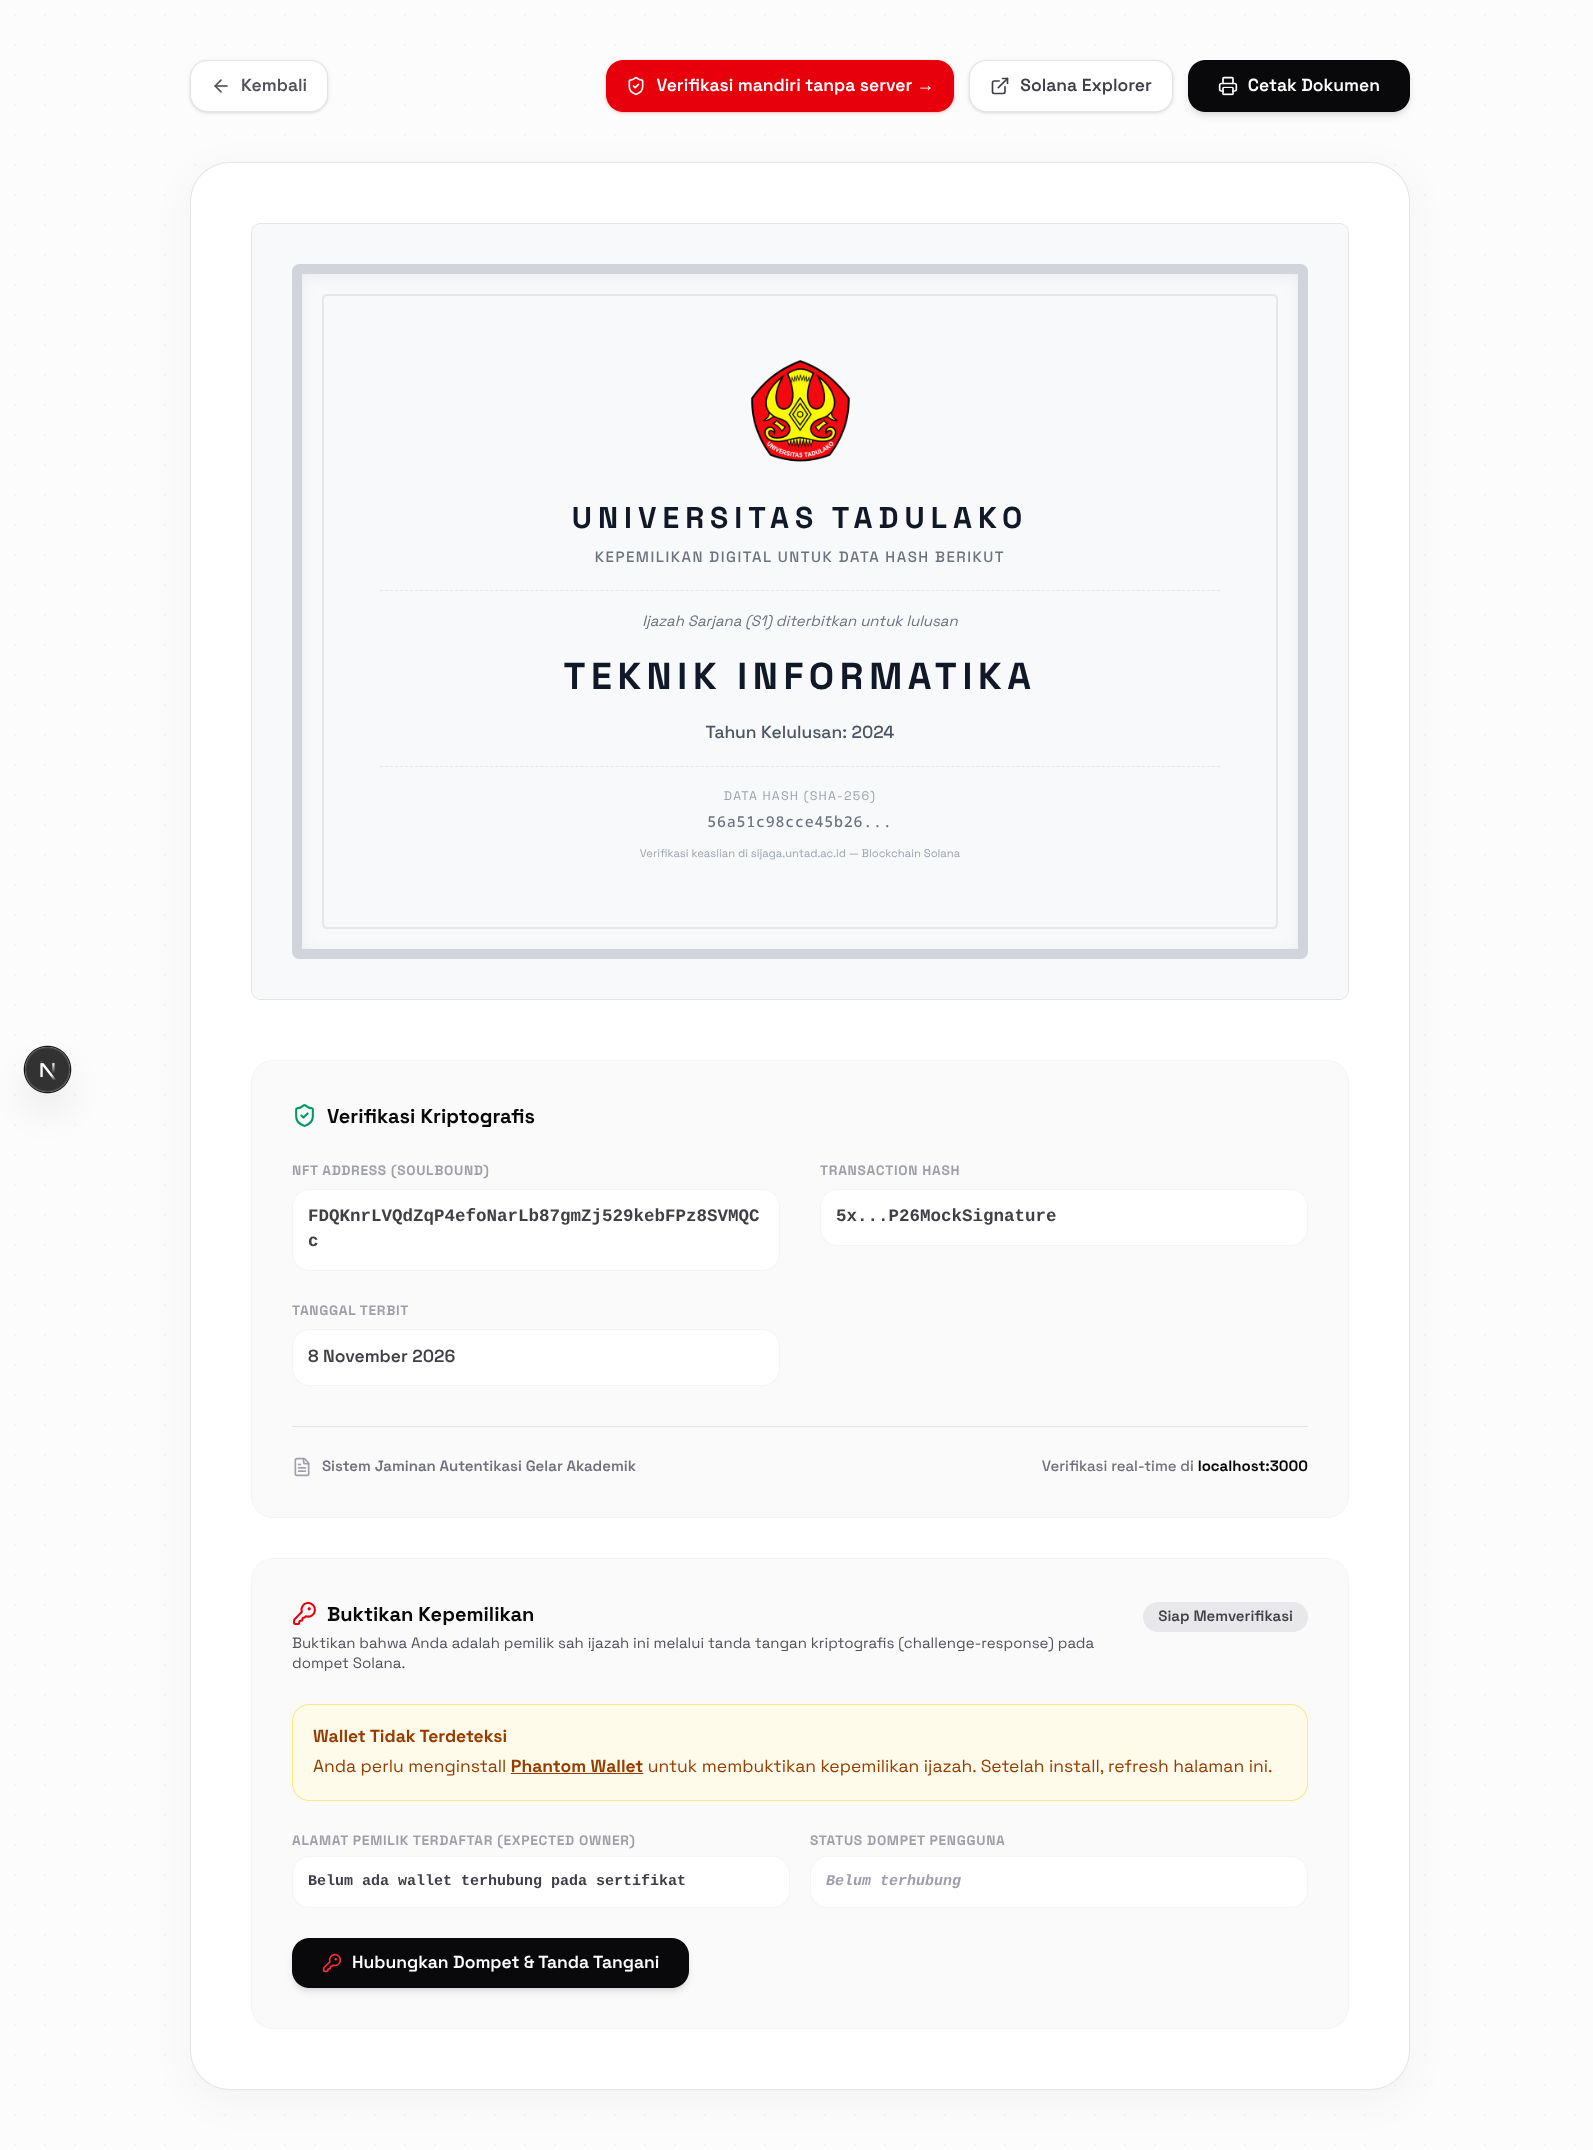 Kembali
Verifikasi mandiri tanpa server →
Solana Explorer
Cetak Dokumen
UNIVERSITAS TADULAKO
UNIVERSITAS TADULAKO
KEPEMILIKAN DIGITAL UNTUK DATA HASH BERIKUT
Ijazah Sarjana (S1) diterbitkan untuk lulusan
TEKNIK INFORMATIKA
Tahun Kelulusan: 2024
DATA HASH (SHA-256)
56a51c98cce45b26...
Verifikasi keaslian di sijaga.untad.ac.id — Blockchain Solana
N
Verifikasi Kriptografis
NFT ADDRESS (SOULBOUND)
FDQKnrLVQdZqP4efoNarLb87gmZj529kebFPz8SVMQC
c
TRANSACTION HASH
5x...P26MockSignature
TANGGAL TERBIT
8 November 2026
Sistem Jaminan Autentikasi Gelar Akademik
Verifikasi real-time di localhost:3000
Buktikan Kepemilikan
Siap Memverifikasi
Buktikan bahwa Anda adalah pemilik sah ijazah ini melalui tanda tangan kriptografis (challenge-response) pada
dompet Solana.
Wallet Tidak Terdeteksi
Anda perlu menginstall Phantom Wallet untuk membuktikan kepemilikan ijazah. Setelah install, refresh halaman ini.
ALAMAT PEMILIK TERDAFTAR (EXPECTED OWNER)
Belum ada wallet terhubung pada sertifikat
STATUS DOMPET PENGGUNA
Belum terhubung
Hubungkan Dompet & Tanda Tangani